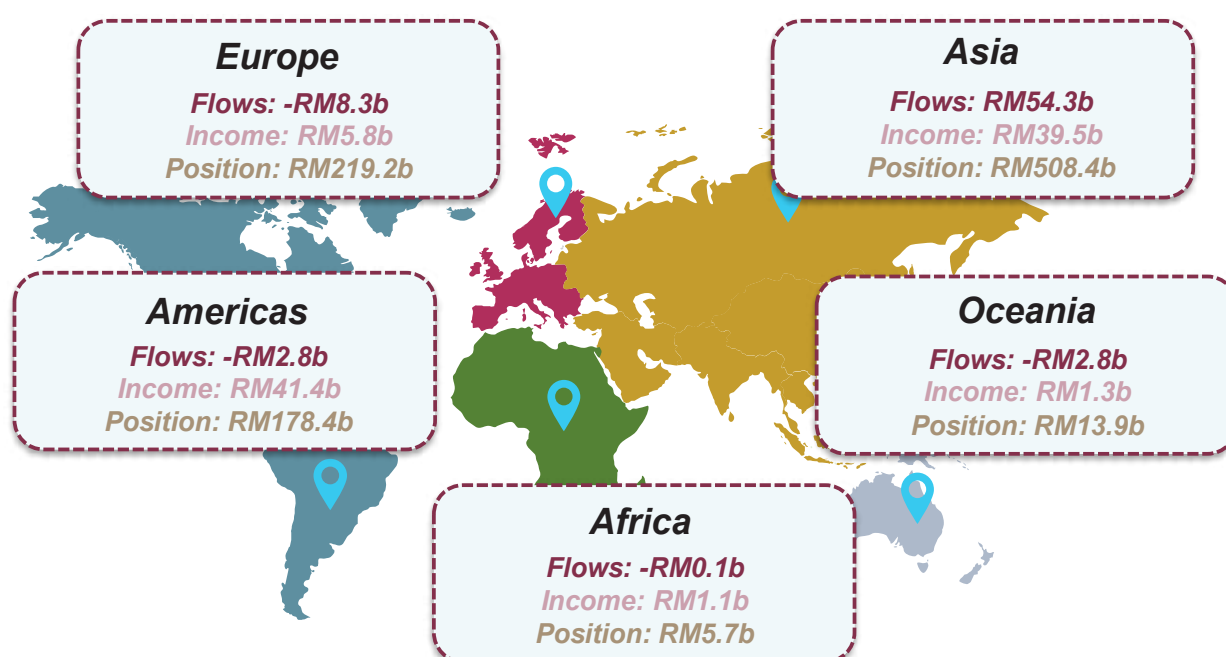 Europe
Flows: -RM8.3b
Income: RM5.8b
Position: RM219.2b
Asia
Flows: RM54.3b
Income: RM39.5b
Position: RM508.4b
Americas
Flows: -RM2.8b
Income: RM41.4b
Position: RM178.4b
Oceania
Flows: -RM2.8b
Income: RM1.3b
Position: RM13.9b
Africa
Flows: -RM0.1b
Income: RM1.1b
Position: RM5.7b